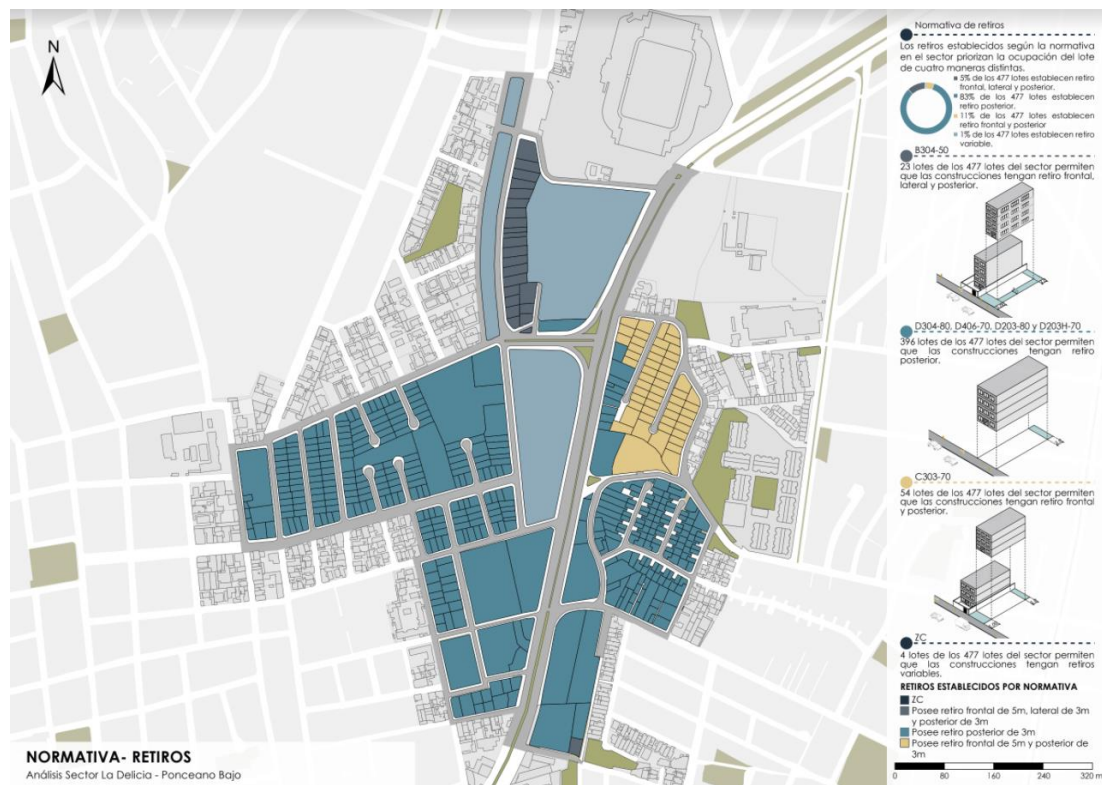 N
Normativa de retiros
Los retiros establecidos según la normativa
en el sector priorizan la ocupación del lote
de cuatro maneras distintas.
5% de los 477 lotes establecen retiro
frontal, lateral y posterior.
83% de los 477 lotes establecen
retiro posterior.
11% de los 477 lotes establecen
retiro frontal y posterior
1% de los 477 lotes establecen retiro
variable.
B304-50
23 lotes de los 477 lotes del sector permiten
que las construcciones tengan retiro frontal,
lateral y posterior.
D304-80, D406-70, D203-80 y D203H-70
396 lotes de los 477 lotes del sector permiten
que las construcciones tengan retiro
posterior.
C303-70
54 lotes de los 477 lotes del sector permiten
que las construcciones tengan retiro frontal
y posterior.
ZC
4 lotes de los 477 lotes del sector permiten
que las construcciones tengan retiros
variables.
RETIROS ESTABLECIDOS POR NORMATIVA
ZC
Posee retiro frontal de 5m, lateral de 3m
y posterior de 3m
Posee retiro posterior de 3m
Posee retiro frontal de 5m y posterior de
3m
0 80 160 240 320 m
NORMATIVA- RETIROS
Análisis Sector La Delicia - Ponceano Bajo